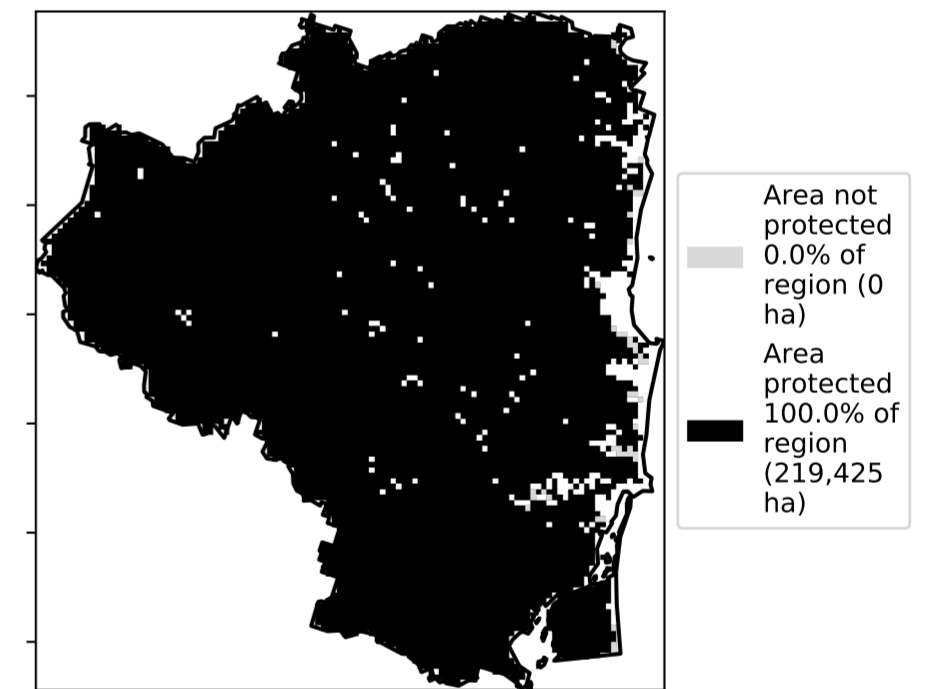 Area not
protected
0.0% of
region (0
ha)
Area
protected
100.0% of
region
(219,425
ha)